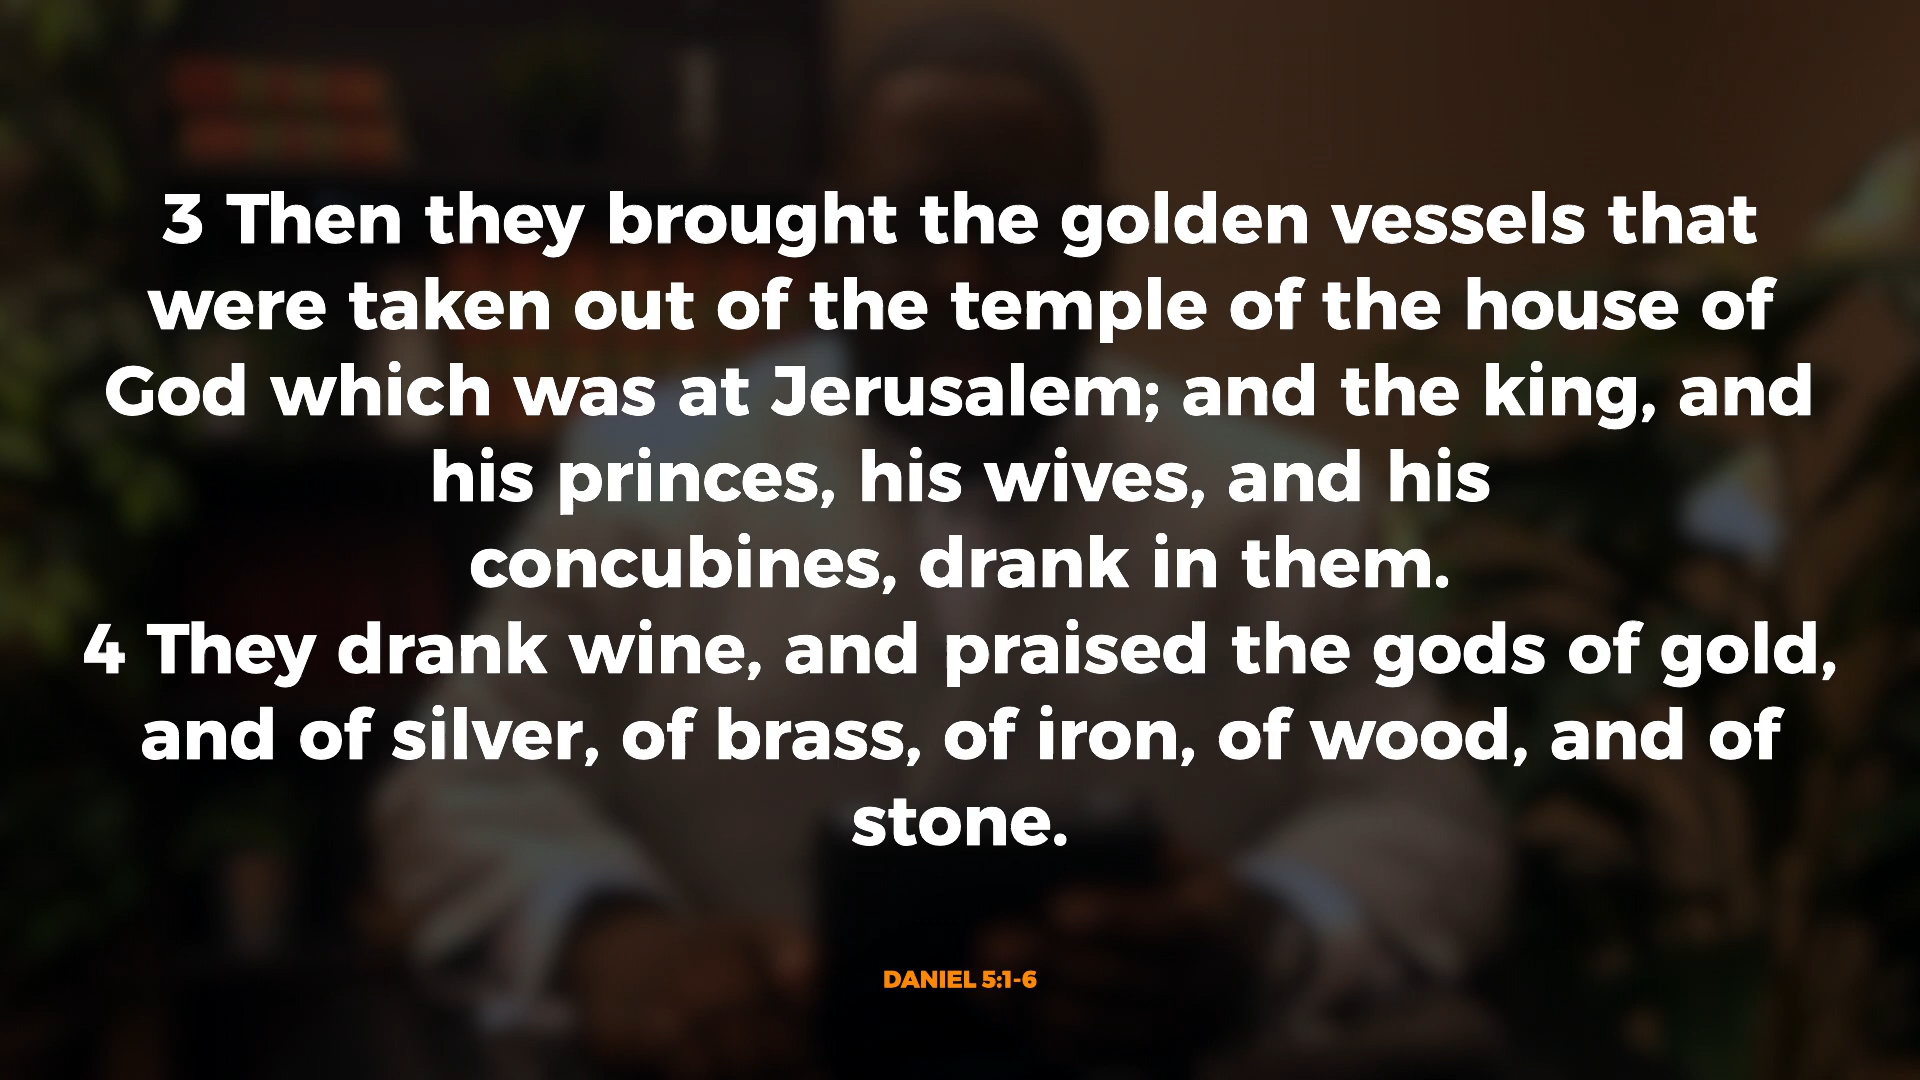 3 Then they brought the golden vessels that
were taken out of the temple of the house of
God which was at Jerusalem; and the king, and
his princes, his wives, and his
concubines, drank in them.
4 They drank wine, and praised the gods of gold,
and of silver, of brass, of iron, of wood, and of
stone.
DANIEL 5:1-6